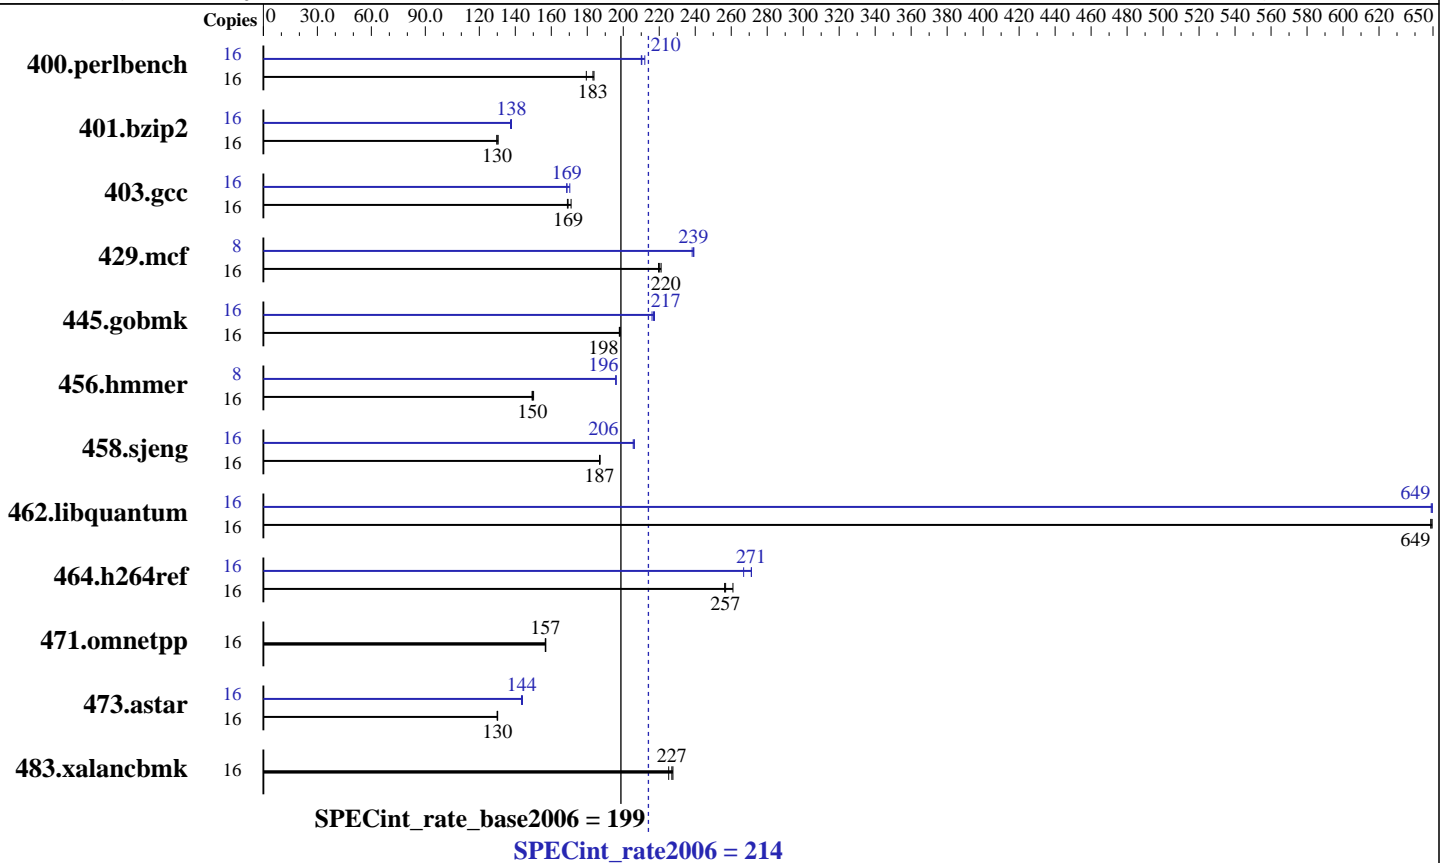 Copies 0 30.0 60.0 90.0 120 140 160 180 200 220 240 260 280 300 320 340 360 380 400 420 440 460 480 500 520 540 560 580 600 620 650
400.perlbench 16 210
16 183
401.bzip2 16 138
16 130
403.gcc 16 169
16 169
429.mcf 8 239
16 220
445.gobmk 16 217
16 198
456.hmmer 8 196
16 150
458.sjeng 16 206
16 187
462.libquantum 16 649
16 649
464.h264ref 16 271
16 257
471.omnetpp 16 157
473.astar 16 144
16 130
483.xalancbmk 16 227
SPECint_rate_base2006 = 199
SPECint_rate2006 = 214